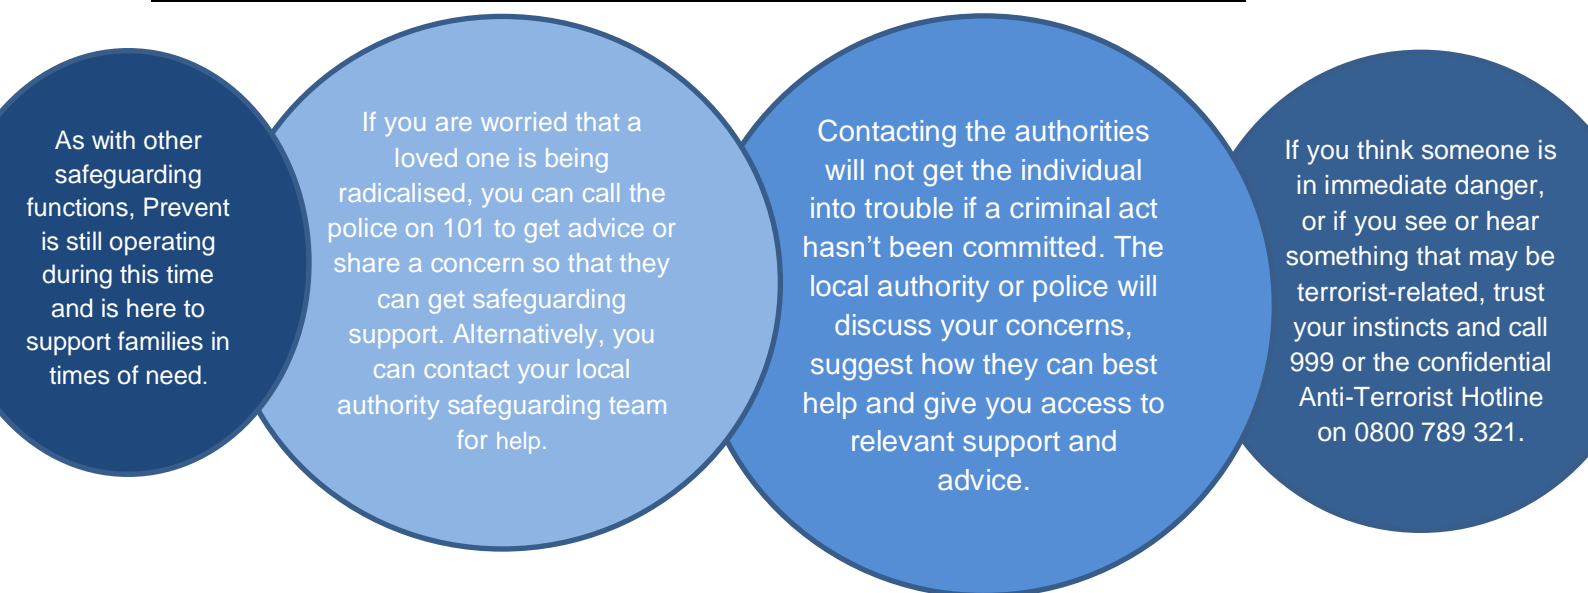 As with other
safeguarding
functions, Prevent
is still operating
during this time
and is here to
support families in
times of need.
If you are worried that a
loved one is being
radicalised, you can call the
police on 101 to get advice or
share a concern so that they
can get safeguarding
support. Alternatively, you
can contact your local
authority safeguarding team
for help.
Contacting the authorities
will not get the individual
into trouble if a criminal act
hasn’t been committed. The
local authority or police will
discuss your concerns,
suggest how they can best
help and give you access to
relevant support and
advice.
If you think someone is
in immediate danger,
or if you see or hear
something that may be
terrorist-related, trust
your instincts and call
999 or the confidential
Anti-Terrorist Hotline
on 0800 789 321.